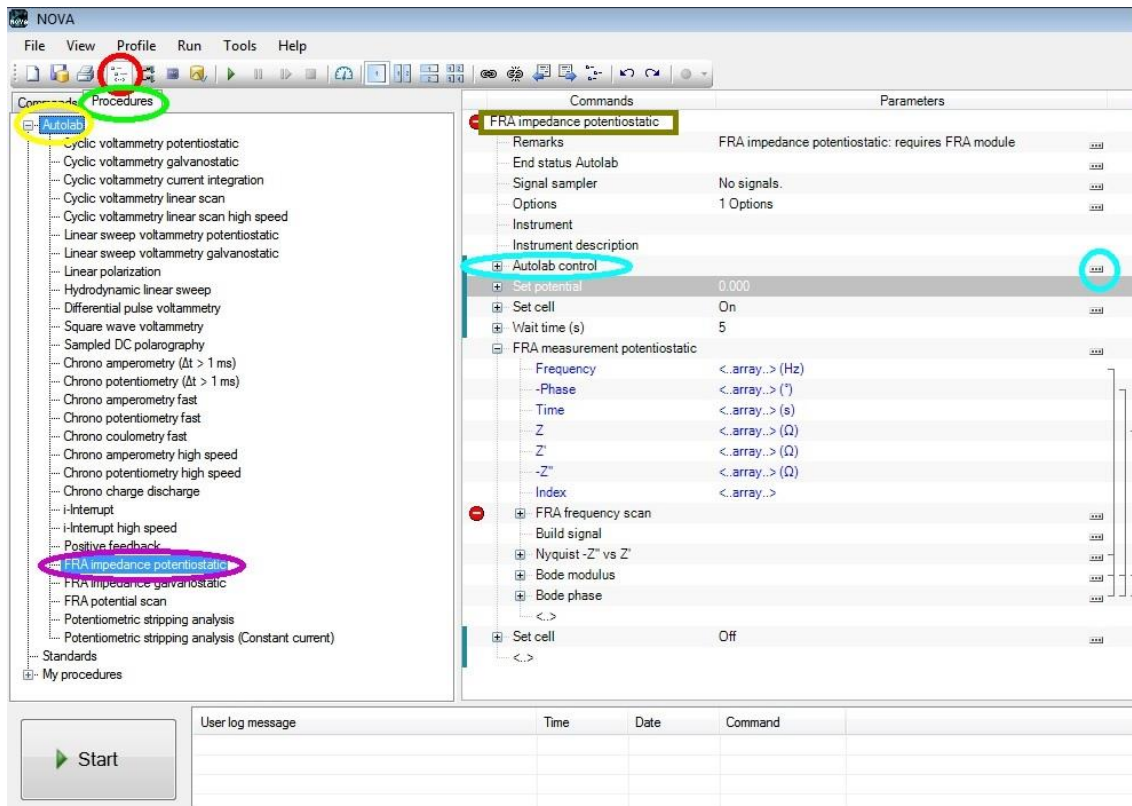 NOVA
File View Profile Run Tools Help
Commands Procedures
Autolab
Cyclic voltammetry potentiostatic
Cyclic voltammetry galvanostatic
Cyclic voltammetry current integration
Cyclic voltammetry linear scan
Cyclic voltammetry linear scan high speed
Linear sweep voltammetry potentiostatic
Linear sweep voltammetry galvanostatic
Linear polarization
Hydrodynamic linear sweep
Differential pulse voltammetry
Square wave voltammetry
Sampled DC polarography
Chrono amperometry (Δt > 1 ms)
Chrono potentiometry (Δt > 1 ms)
Chrono amperometry fast
Chrono potentiometry fast
Chrono coulometry fast
Chrono amperometry high speed
Chrono potentiometry high speed
Chrono charge discharge
i-Interrupt
i-Interrupt high speed
Positive feedback
FRA impedance potentiostatic
FRA impedance galvanostatic
FRA potential scan
Potentiometric stripping analysis
Potentiometric stripping analysis (Constant current)
Standards
My procedures
Commands Parameters
FRA impedance potentiostatic
Remarks FRA impedance potentiostatic: requires FRA module
End status Autolab
Signal sampler No signals.
Options 1 Options
Instrument
Instrument description
Autolab control
Set potential 0.000
Set cell On
Wait time (s) 5
FRA measurement potentiostatic
Frequency <..array..> (Hz)
-Phase <..array..> (°)
Time <..array..> (s)
Z <..array..> (Ω)
Z' <..array..> (Ω)
-Z'' <..array..> (Ω)
Index <..array..>
FRA frequency scan
Build signal
Nyquist -Z'' vs Z'
Bode modulus
Bode phase
<..>
Set cell Off
<..>
Start
User log message Time Date Command